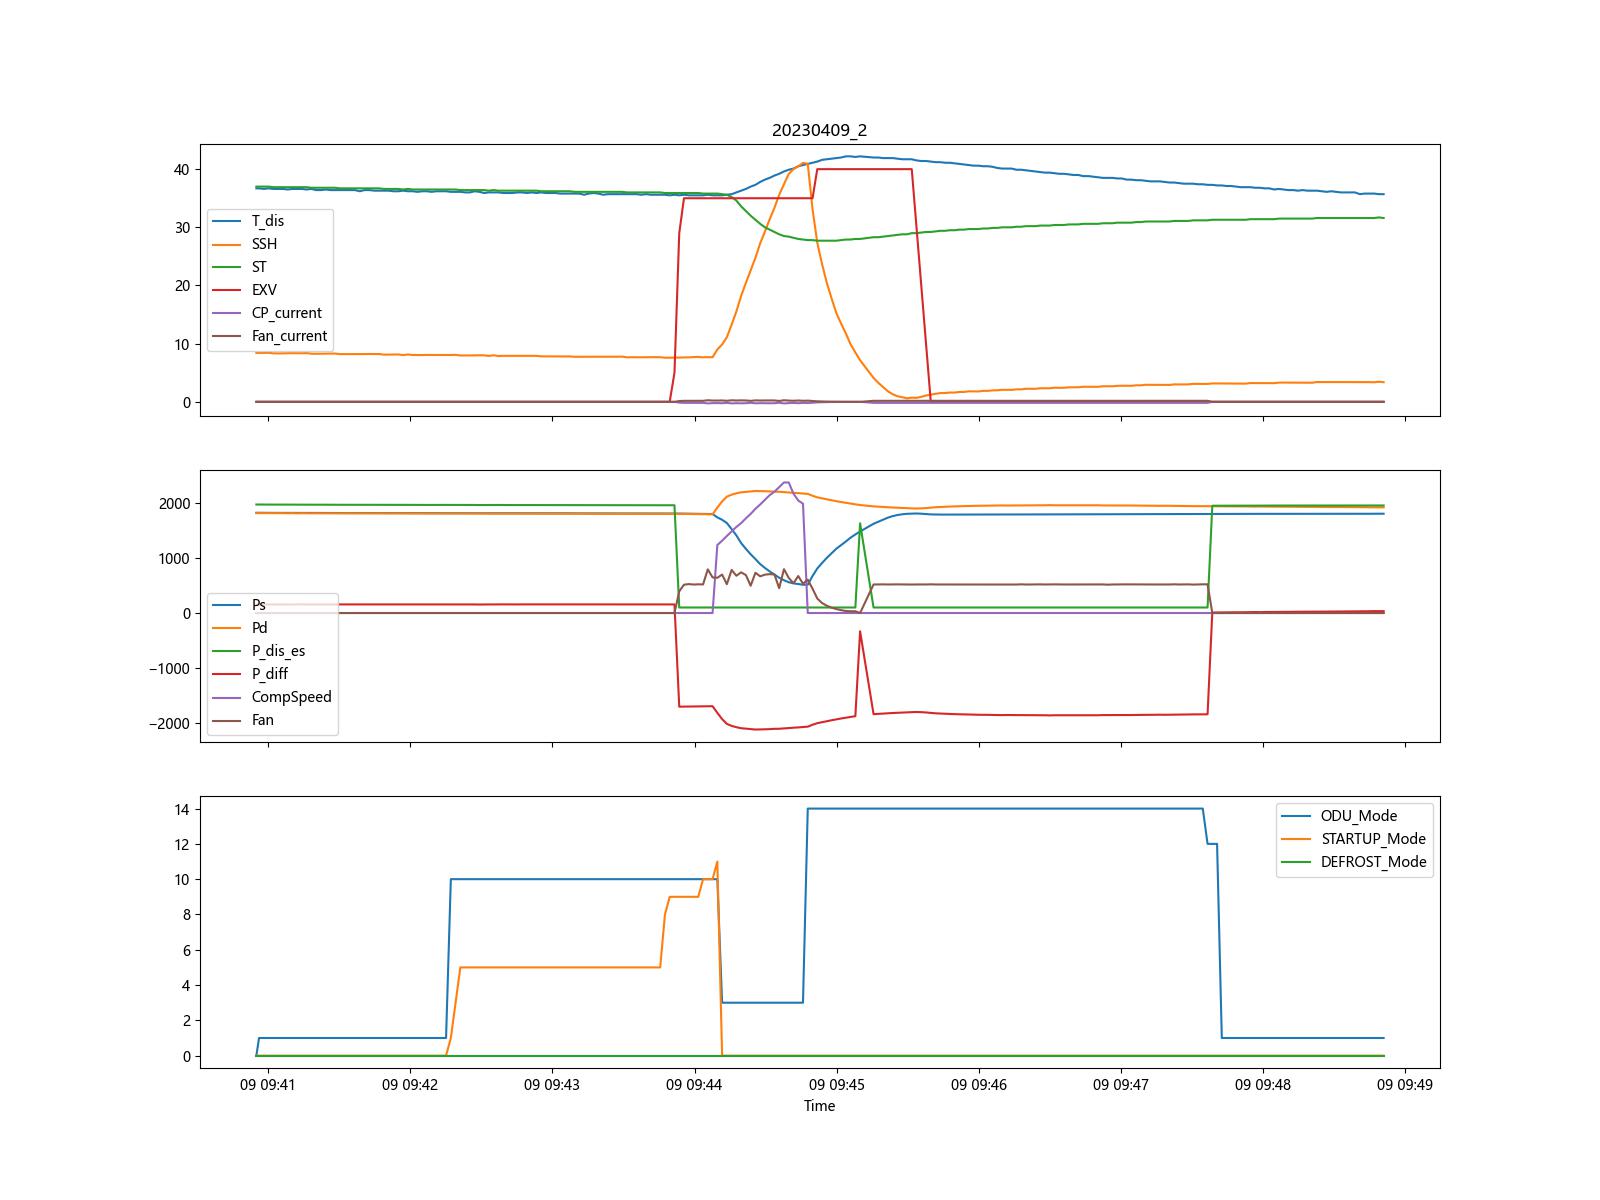 20230409_2
40
30
20
10
0
T_dis
SSH
ST
EXV
CP_current
Fan_current
2000
1000
0
−1000
−2000
Ps
Pd
P_dis_es
P_diff
CompSpeed
Fan
14
12
10
8
6
4
2
0
ODU_Mode
STARTUP_Mode
DEFROST_Mode
09 09:41 09 09:42 09 09:43 09 09:44 09 09:45 09 09:46 09 09:47 09 09:48 09 09:49
Time